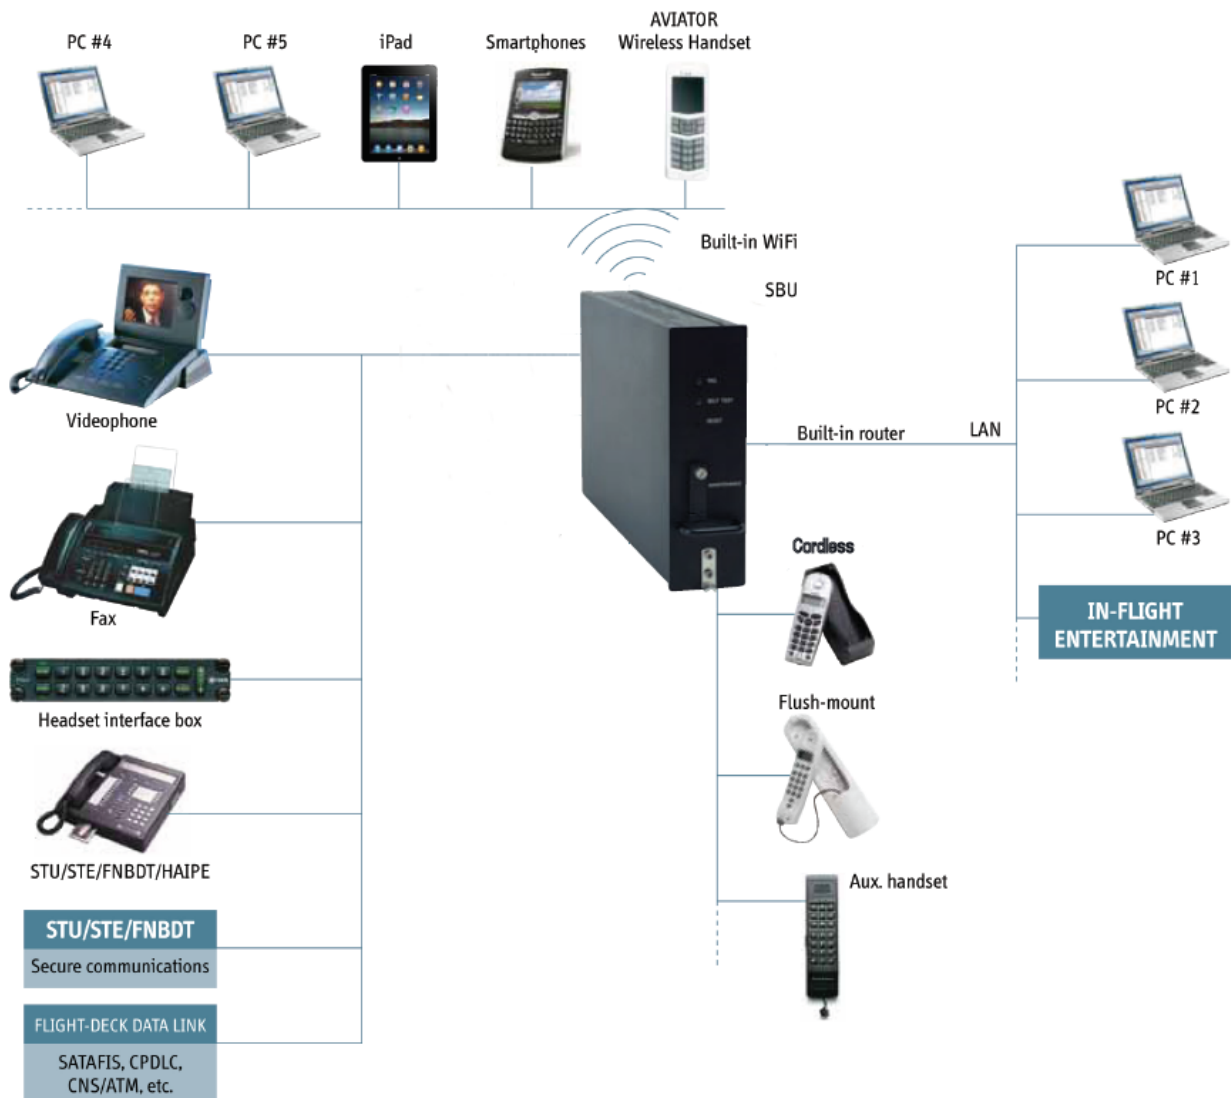 PC #4
PC #5
iPad
Smartphones
AVIATOR
Wireless Handset
Built-in WiFi
SBU
PC #1
PC #2
PC #3
Videophone
Built-in router
LAN
Fax
Cordless
IN-FLIGHT
ENTERTAINMENT
Headset interface box
Flush-mount
STU/STE/FNBDT/HAIPE
Aux. handset
STU/STE/FNBDT
Secure communications
FLIGHT-DECK DATA LINK
SATAFIS, CPDLC,
CNS/ATM, etc.